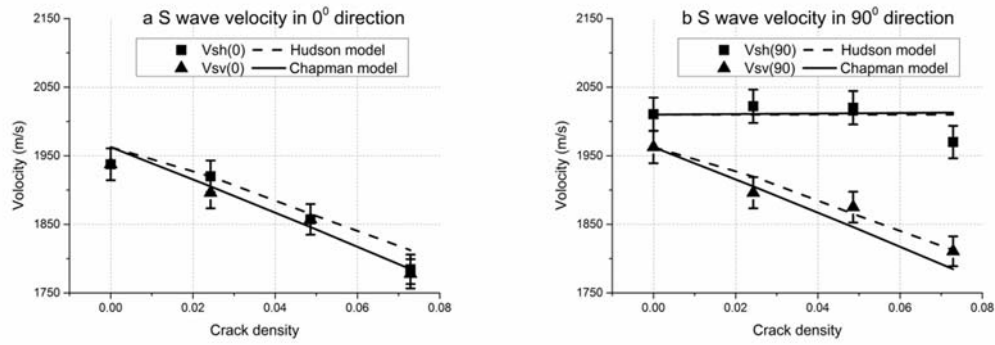 a S wave velocity in 0⁰ direction
Vsh(0) Hudson model
Vsv(0) Chapman model
2150
2050
1950
1850
1750
Volocity (m/s)
0.00 0.02 0.04 0.06 0.08
Crack density
b S wave velocity in 90⁰ direction
Vsh(90) Hudson model
Vsv(90) Chapman model
2150
2050
1950
1850
1750
Volocity (m/s)
0.00 0.02 0.04 0.06 0.08
Crack density